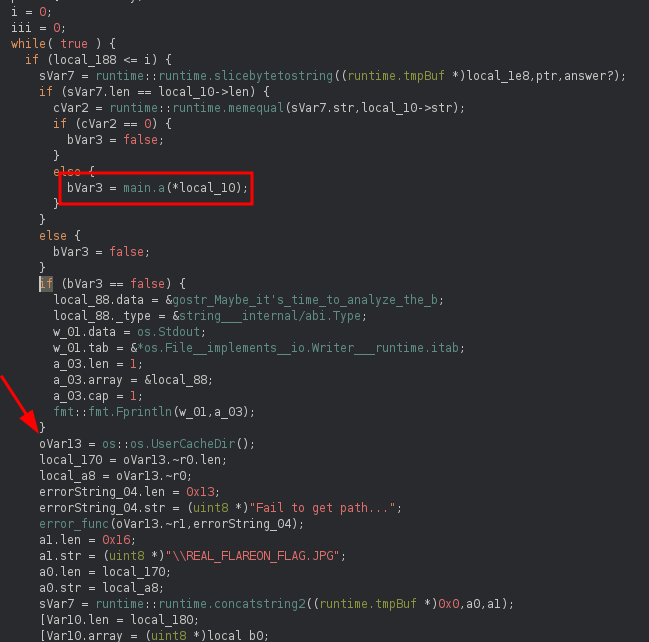 i = 0;
iii = 0;
while( true ) {
if (local_188 <= i) {
sVar7 = runtime::runtime.slicebytetostring((runtime.tmpBuf *)local_1e8,ptr,answer?);
if (sVar7.len == local_10->len) {
cVar2 = runtime::runtime.memequal(sVar7.str,local_10->str);
if (cVar2 == 0) {
bVar3 = false;
}
else {
bVar3 = main.a(*local_10);
}
}
else {
bVar3 = false;
}
if (bVar3 == false) {
local_88.data = &gostr_Maybe_it's_time_to_analyze_the_b;
local_88._type = &string___internal/abi.Type;
w_01.data = os.Stdout;
w_01.tab = &*os.File__implements__io.Writer___runtime.itab;
a_03.len = 1;
a_03.array = &local_88;
a_03.cap = 1;
fmt::fmt.Fprintln(w_01,a_03);
}
oVar13 = os::os.UserCacheDir();
local_170 = oVar13.~r0.len;
local_a8 = oVar13.~r0;
errorString_04.len = 0x13;
errorString_04.str = (uint8 *)"Fail to get path...";
error_func(oVar13.~r1,errorString_04);
a1.len = 0x16;
a1.str = (uint8 *)"\\REAL_FLAREON_FLAG.JPG";
a0.len = local_170;
a0.str = local_a8;
sVar7 = runtime::runtime.concatstring2((runtime.tmpBuf *)0x0,a0,a1);
[Var10.len = local_180;
[Var10.array = (uint8 *)local_b0;